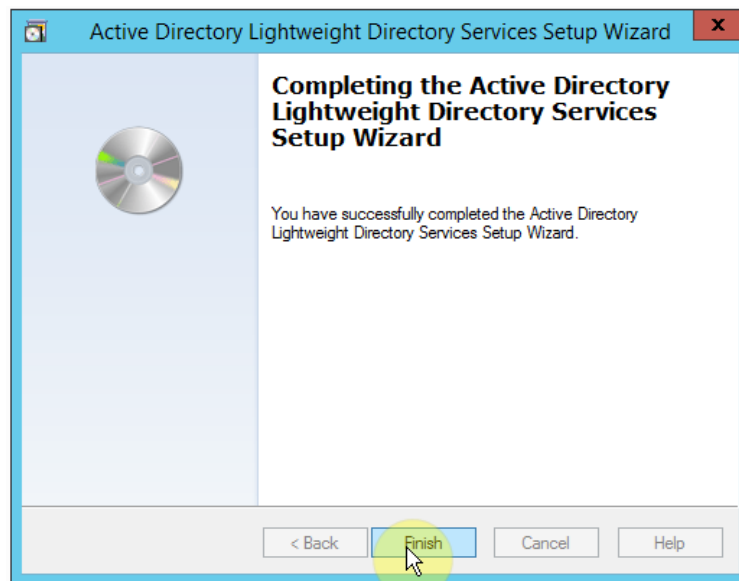 Active Directory Lightweight Directory Services Setup Wizard
x
Completing the Active Directory
Lightweight Directory Services
Setup Wizard
You have successfully completed the Active Directory
Lightweight Directory Services Setup Wizard.
< Back Finish Cancel Help